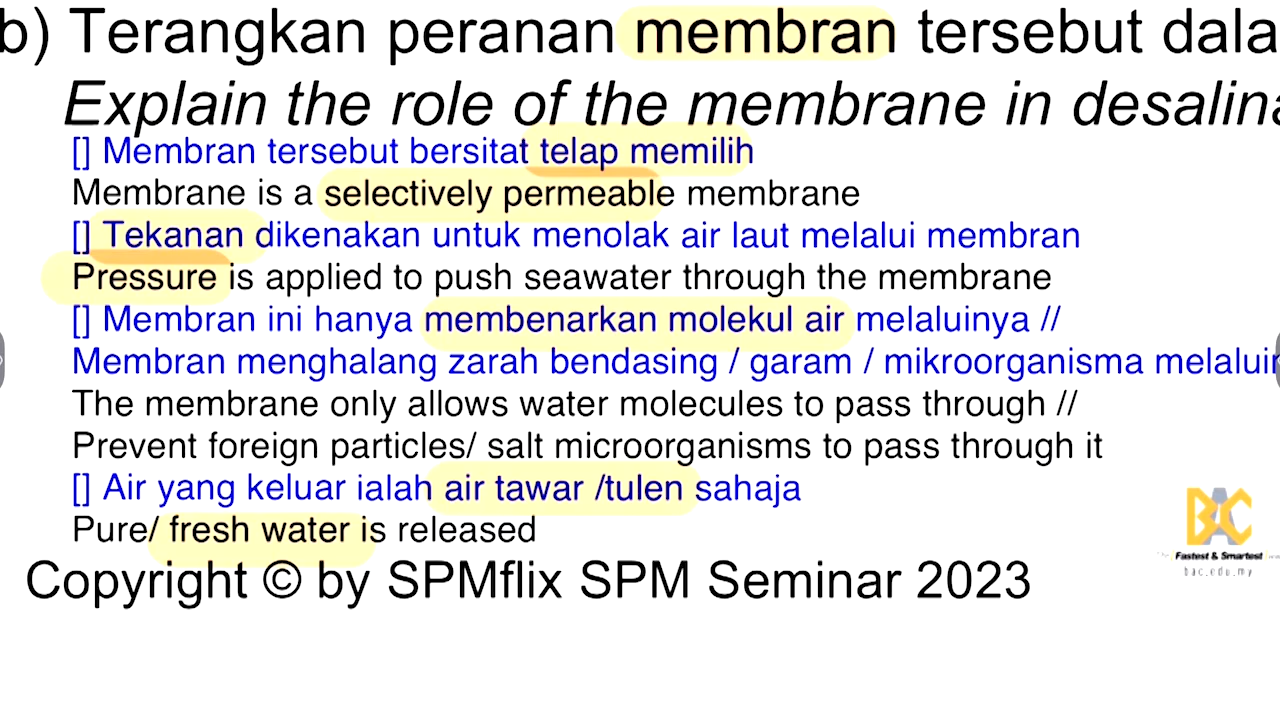 b) Terangkan peranan membran tersebut dala
Explain the role of the membrane in desalina
[] Membran tersebut bersitat telap memilih
Membrane is a selectively permeable membrane
[] Tekanan dikenakan untuk menolak air laut melalui membran
Pressure is applied to push seawater through the membrane
[] Membran ini hanya membenarkan molekul air melaluinya //
Membran menghalang zarah bendasing / garam / mikroorganisma melaluin
The membrane only allows water molecules to pass through //
Prevent foreign particles/ salt microorganisms to pass through it
[] Air yang keluar ialah air tawar /tulen sahaja
Pure/ fresh water is released
BAC
Fastest & Smartest
bac.edu.my
Copyright © by SPMflix SPM Seminar 2023